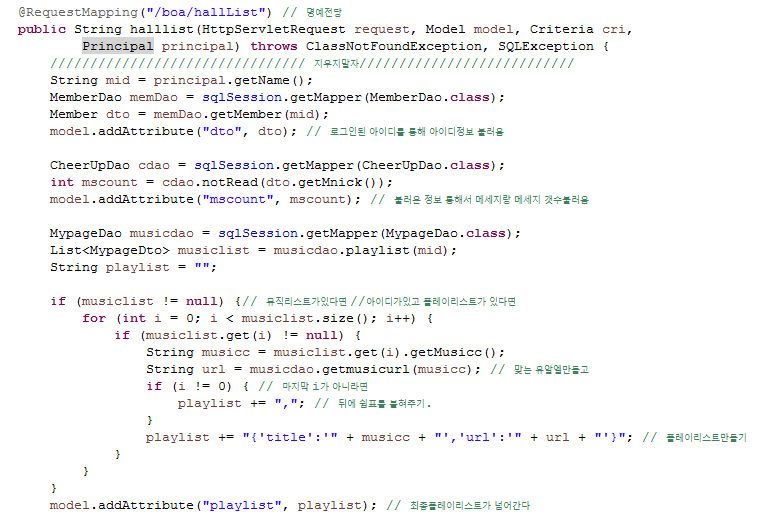 @RequestMapping("/boa/hallList") // 명예전당
public String halllist(HttpServletRequest request, Model model, Criteria cri,
Principal principal) throws ClassNotFoundException, SQLException {
//////////////////////////////// 지우지말자///////////////////////////
String mid = principal.getName();
MemberDao memDao = sqlSession.getMapper(MemberDao.class);
Member dto = memDao.getMember(mid);
model.addAttribute("dto", dto); // 로그인된 아이디를 통해 아이디정보 불러옴
CheerUpDao cdao = sqlSession.getMapper(CheerUpDao.class);
int mscount = cdao.notRead(dto.getMnick());
model.addAttribute("mscount", mscount); // 불러온 정보 통해서 메세지랑 메세지 갯수불러옴
MypageDao musicdao = sqlSession.getMapper(MypageDao.class);
List<MypageDto> musiclist = musicdao.playlist(mid);
String playlist = "";
if (musiclist != null) {// 뮤직리스트가있다면 //아이디가있고 플레이리스트가 있다면
for (int i = 0; i < musiclist.size(); i++) {
if (musiclist.get(i) != null) {
String musicc = musiclist.get(i).getMusicc();
String url = musicdao.getmusicurl(musicc); // 맞는 유알엘만들고
if (i != 0) { // 마지막 i가 아니라면
playlist += ","; // 뒤에 쉼표를 붙혀주기.
}
playlist += "{'title':'" + musicc + "','url':'" + url + "'}"; // 플레이리스트만들기
}
}
}
model.addAttribute("playlist", playlist); // 최종플레이리스트가 넘어간다